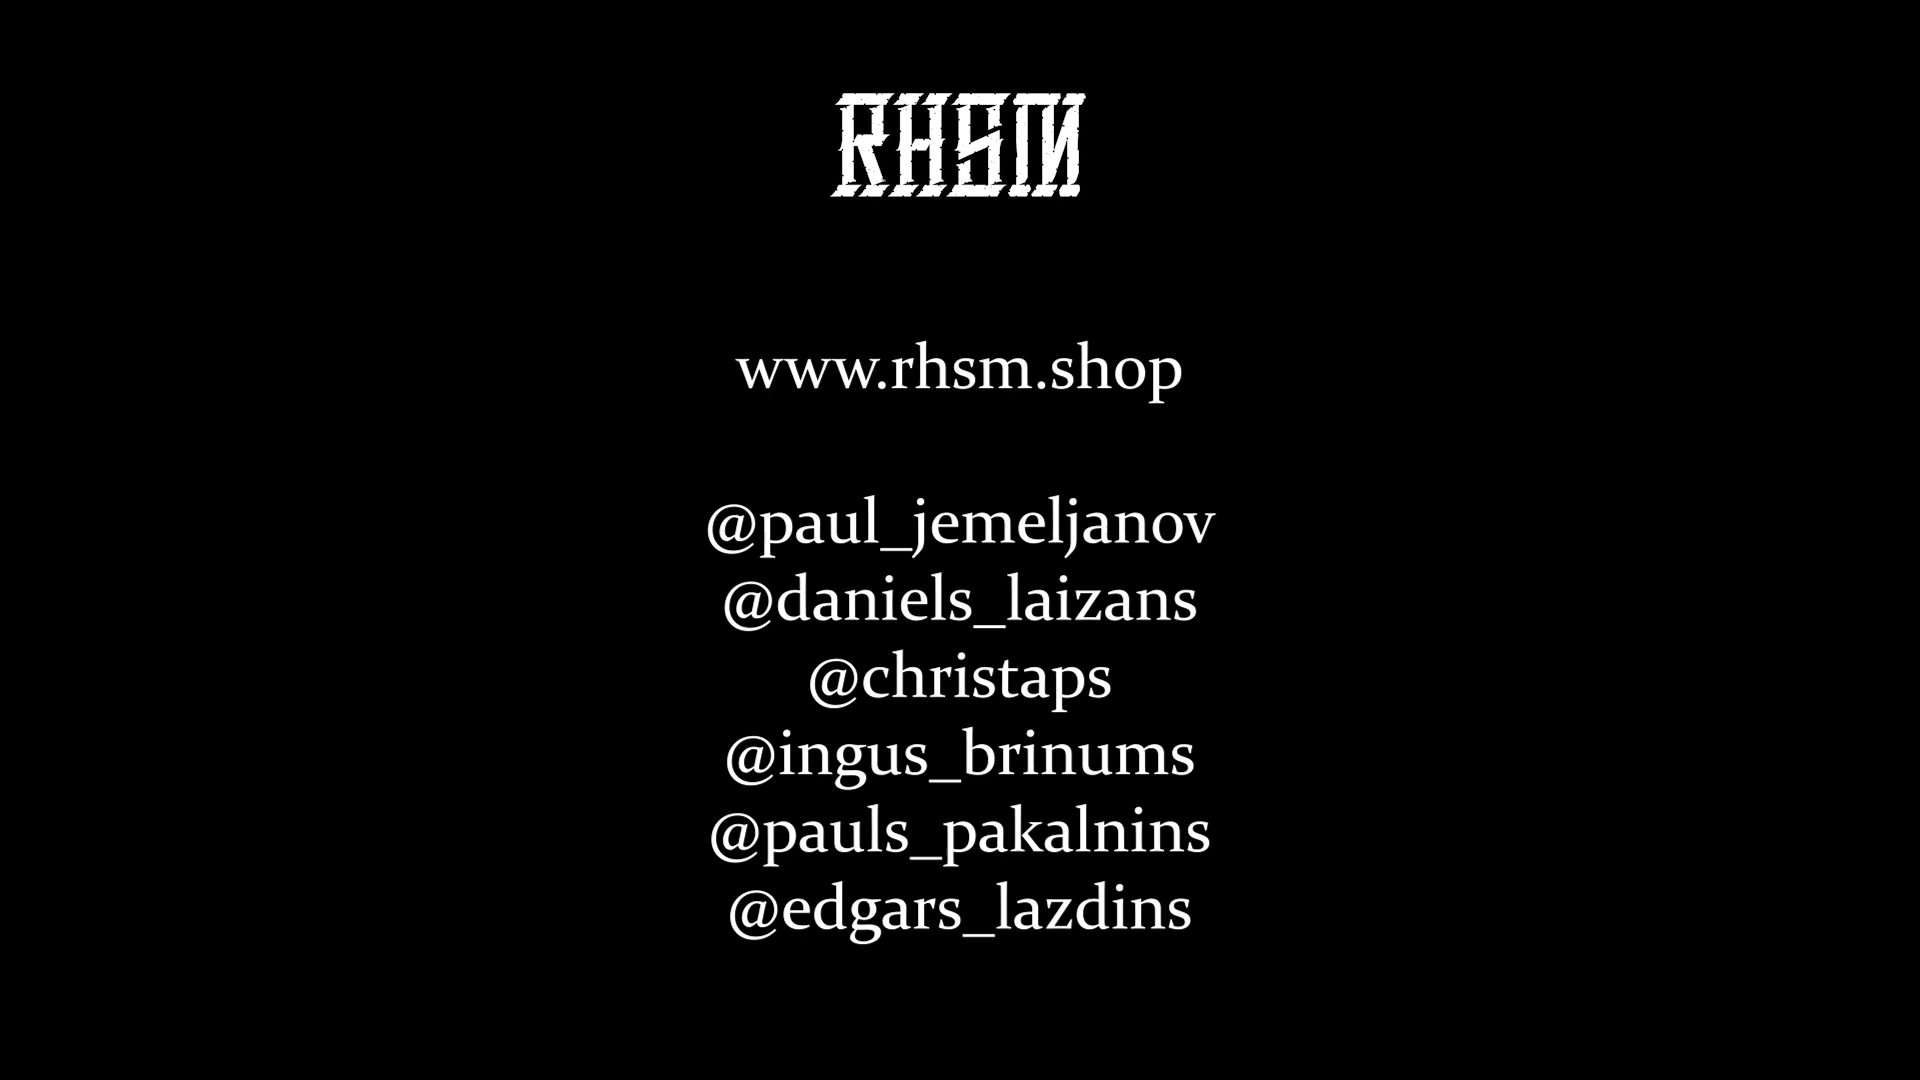 RHSM
www.rhsm.shop
@paul_jemeljanov
@daniels_laizans
@christaps
@ingus_brinums
@pauls_pakalnins
@edgars_lazdins